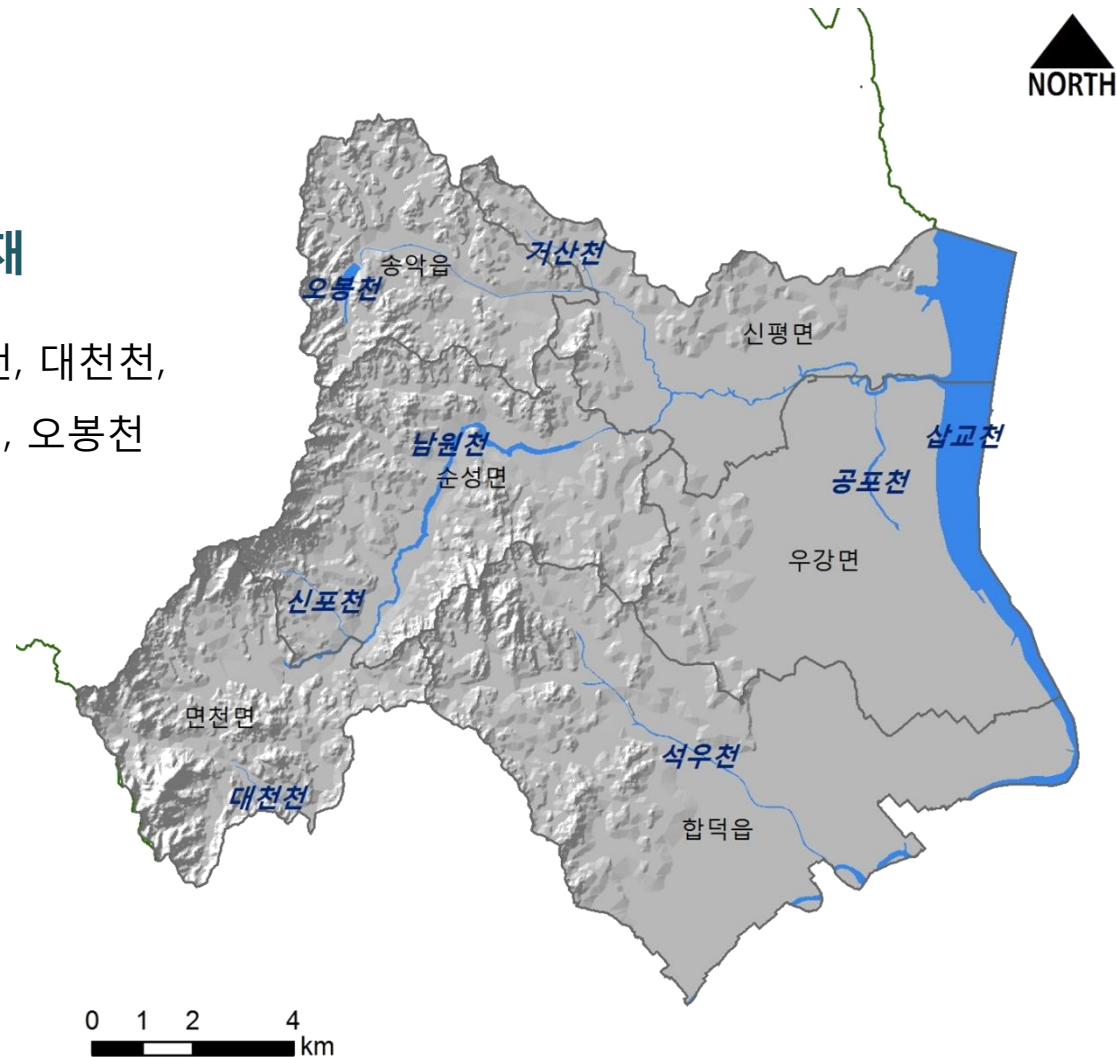 NORTH
재
천, 대천천,
, 오봉천
거산천
송악읍
오봉천
신평면
남원천
삽교천
순성면
공포천
우강면
신포천
면천면
석우천
대천천
합덕읍
0 1 2 4
km